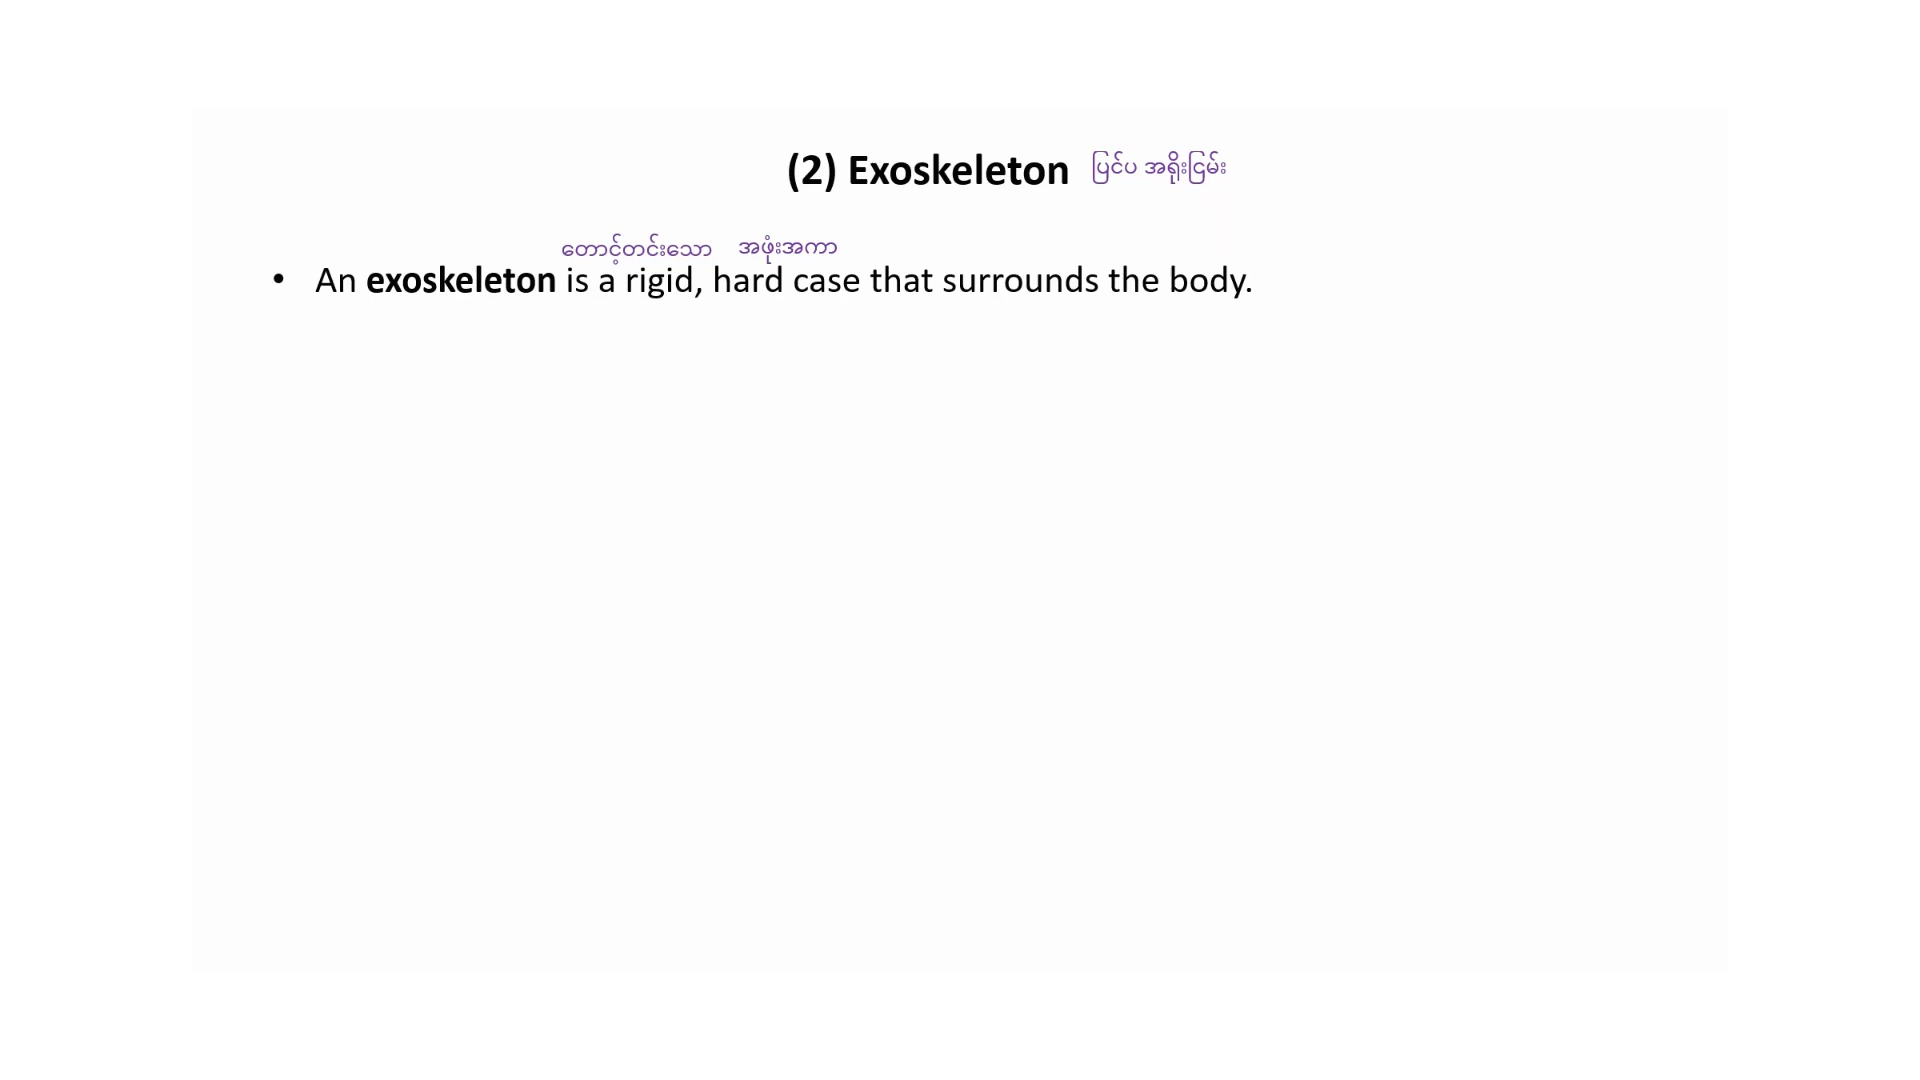 (2) Exoskeleton ပြင်ပ အရိုးငြမ်း
တောင့်တင်းသော အဖုံးအကာ
• An exoskeleton is a rigid, hard case that surrounds the body.